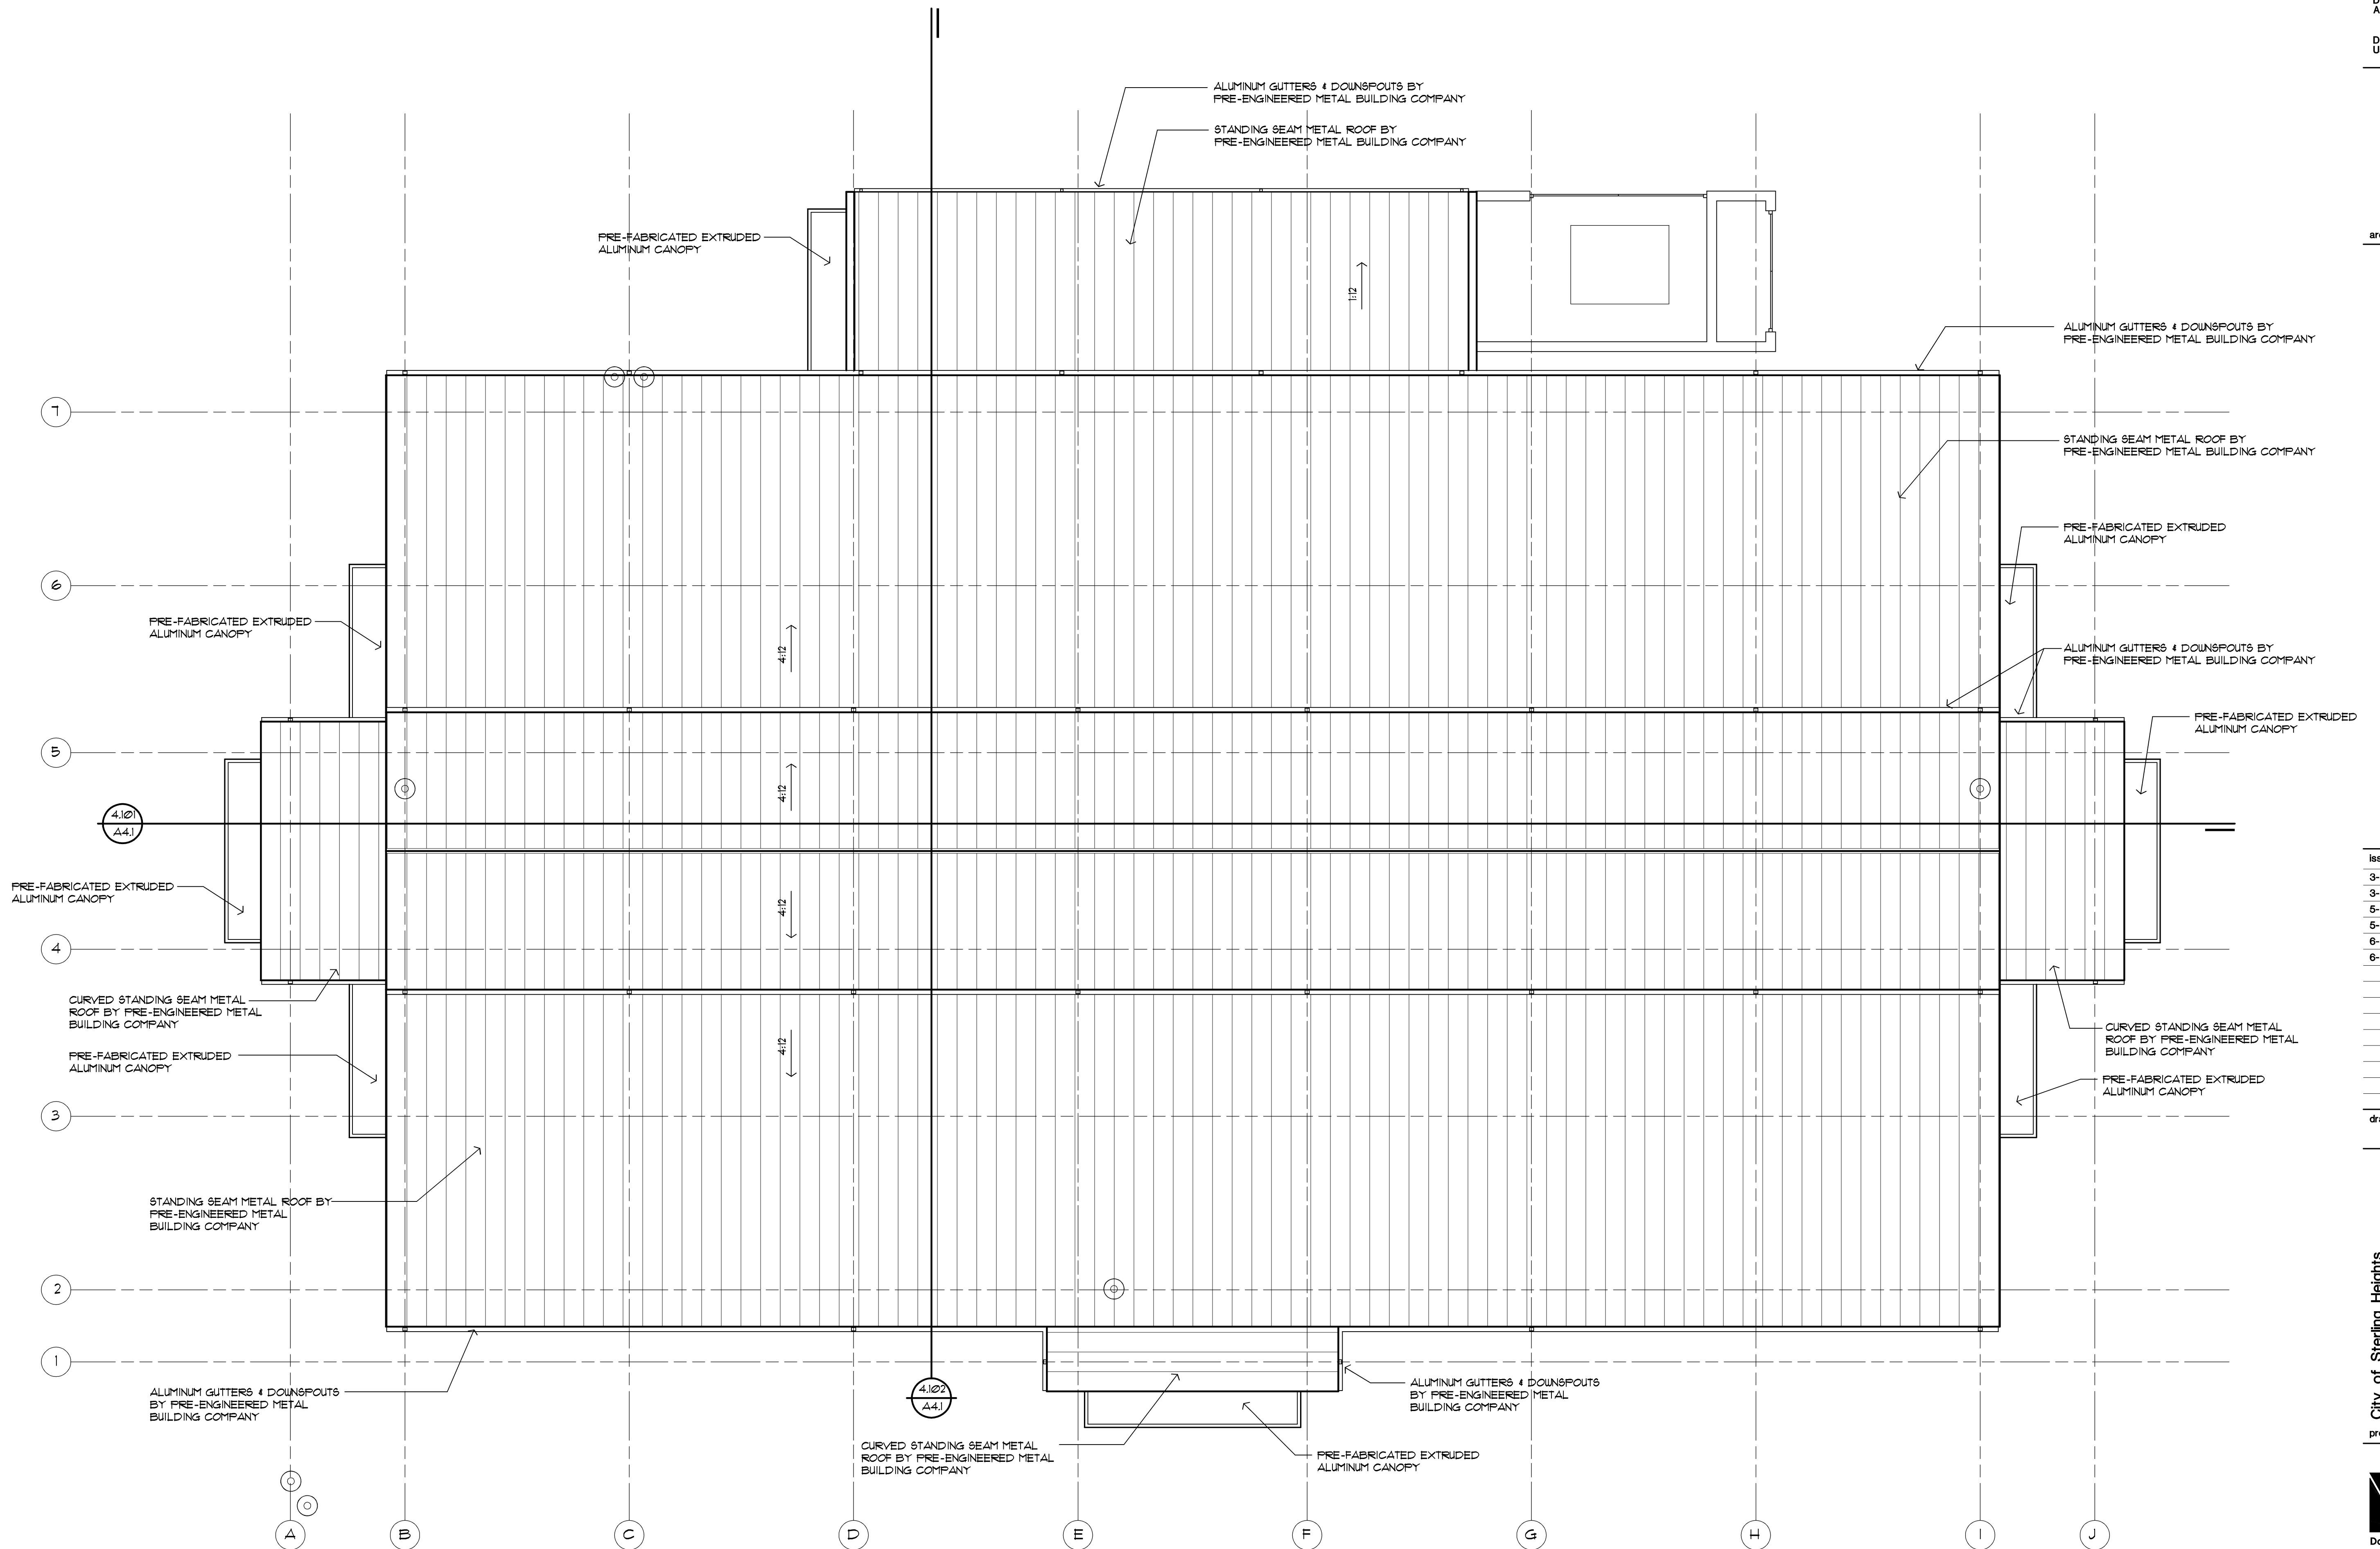 ALUMINUM GUTTERS & DOWNSPOUTS BY
PRE-ENGINEERED METAL BUILDING COMPANY
STANDING SEAM METAL ROOF BY
PRE-ENGINEERED METAL BUILDING COMPANY
PRE-FABRICATED EXTRUDED
ALUMINUM CANOPY
1:12
ALUMINUM GUTTERS & DOWNSPOUTS BY
PRE-ENGINEERED METAL BUILDING COMPANY
7
STANDING SEAM METAL ROOF BY
PRE-ENGINEERED METAL BUILDING COMPANY
PRE-FABRICATED EXTRUDED
ALUMINUM CANOPY
6
PRE-FABRICATED EXTRUDED
ALUMINUM CANOPY
4:12
ALUMINUM GUTTERS & DOWNSPOUTS BY
PRE-ENGINEERED METAL BUILDING COMPANY
PRE-FABRICATED EXTRUDED
ALUMINUM CANOPY
5
4:12
4.101
A4.1
PRE-FABRICATED EXTRUDED
ALUMINUM CANOPY
4:12
4
CURVED STANDING SEAM METAL
ROOF BY PRE-ENGINEERED METAL
BUILDING COMPANY
CURVED STANDING SEAM METAL
ROOF BY PRE-ENGINEERED METAL
BUILDING COMPANY
4:12
PRE-FABRICATED EXTRUDED
ALUMINUM CANOPY
PRE-FABRICATED EXTRUDED
ALUMINUM CANOPY
3
STANDING SEAM METAL ROOF BY
PRE-ENGINEERED METAL
BUILDING COMPANY
2
1
ALUMINUM GUTTERS & DOWNSPOUTS
BY PRE-ENGINEERED METAL
BUILDING COMPANY
4.102
A4.1
ALUMINUM GUTTERS & DOWNSPOUTS
BY PRE-ENGINEERED METAL
BUILDING COMPANY
CURVED STANDING SEAM METAL
ROOF BY PRE-ENGINEERED METAL
BUILDING COMPANY
PRE-FABRICATED EXTRUDED
ALUMINUM CANOPY
A
B
C
D
E
F
G
H
I
J
3-
3-
5-
5-
6-
6-
City of Sterling Heights